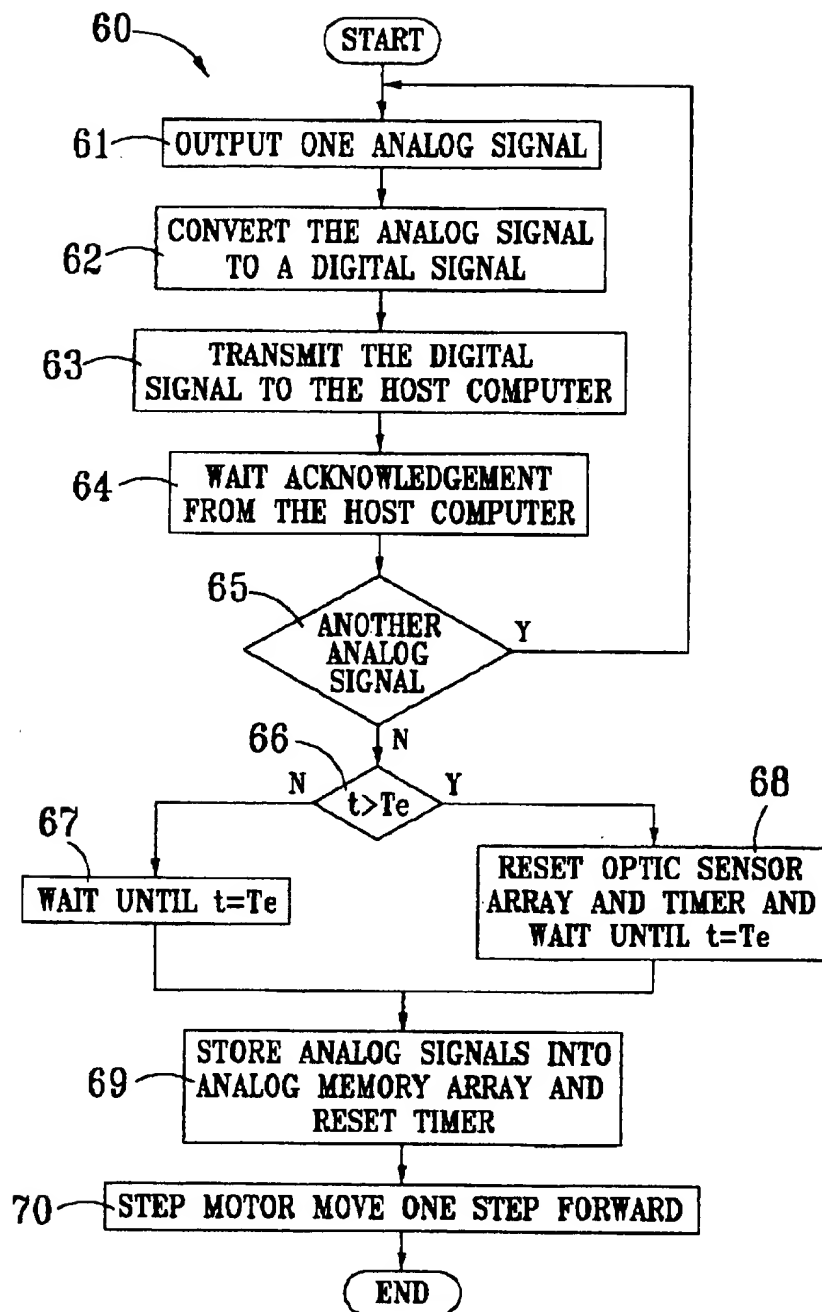 60
START
61
OUTPUT ONE ANALOG SIGNAL
62
CONVERT THE ANALOG SIGNAL
TO A DIGITAL SIGNAL
63
TRANSMIT THE DIGITAL
SIGNAL TO THE HOST COMPUTER
64
WAIT ACKNOWLEDGEMENT
FROM THE HOST COMPUTER
65
ANOTHER
ANALOG
SIGNAL
Y
N
66
N
t>Te
Y
67
WAIT UNTIL t=Te
68
RESET OPTIC SENSOR
ARRAY AND TIMER AND
WAIT UNTIL t=Te
69
STORE ANALOG SIGNALS INTO
ANALOG MEMORY ARRAY AND
RESET TIMER
70
STEP MOTOR MOVE ONE STEP FORWARD
END